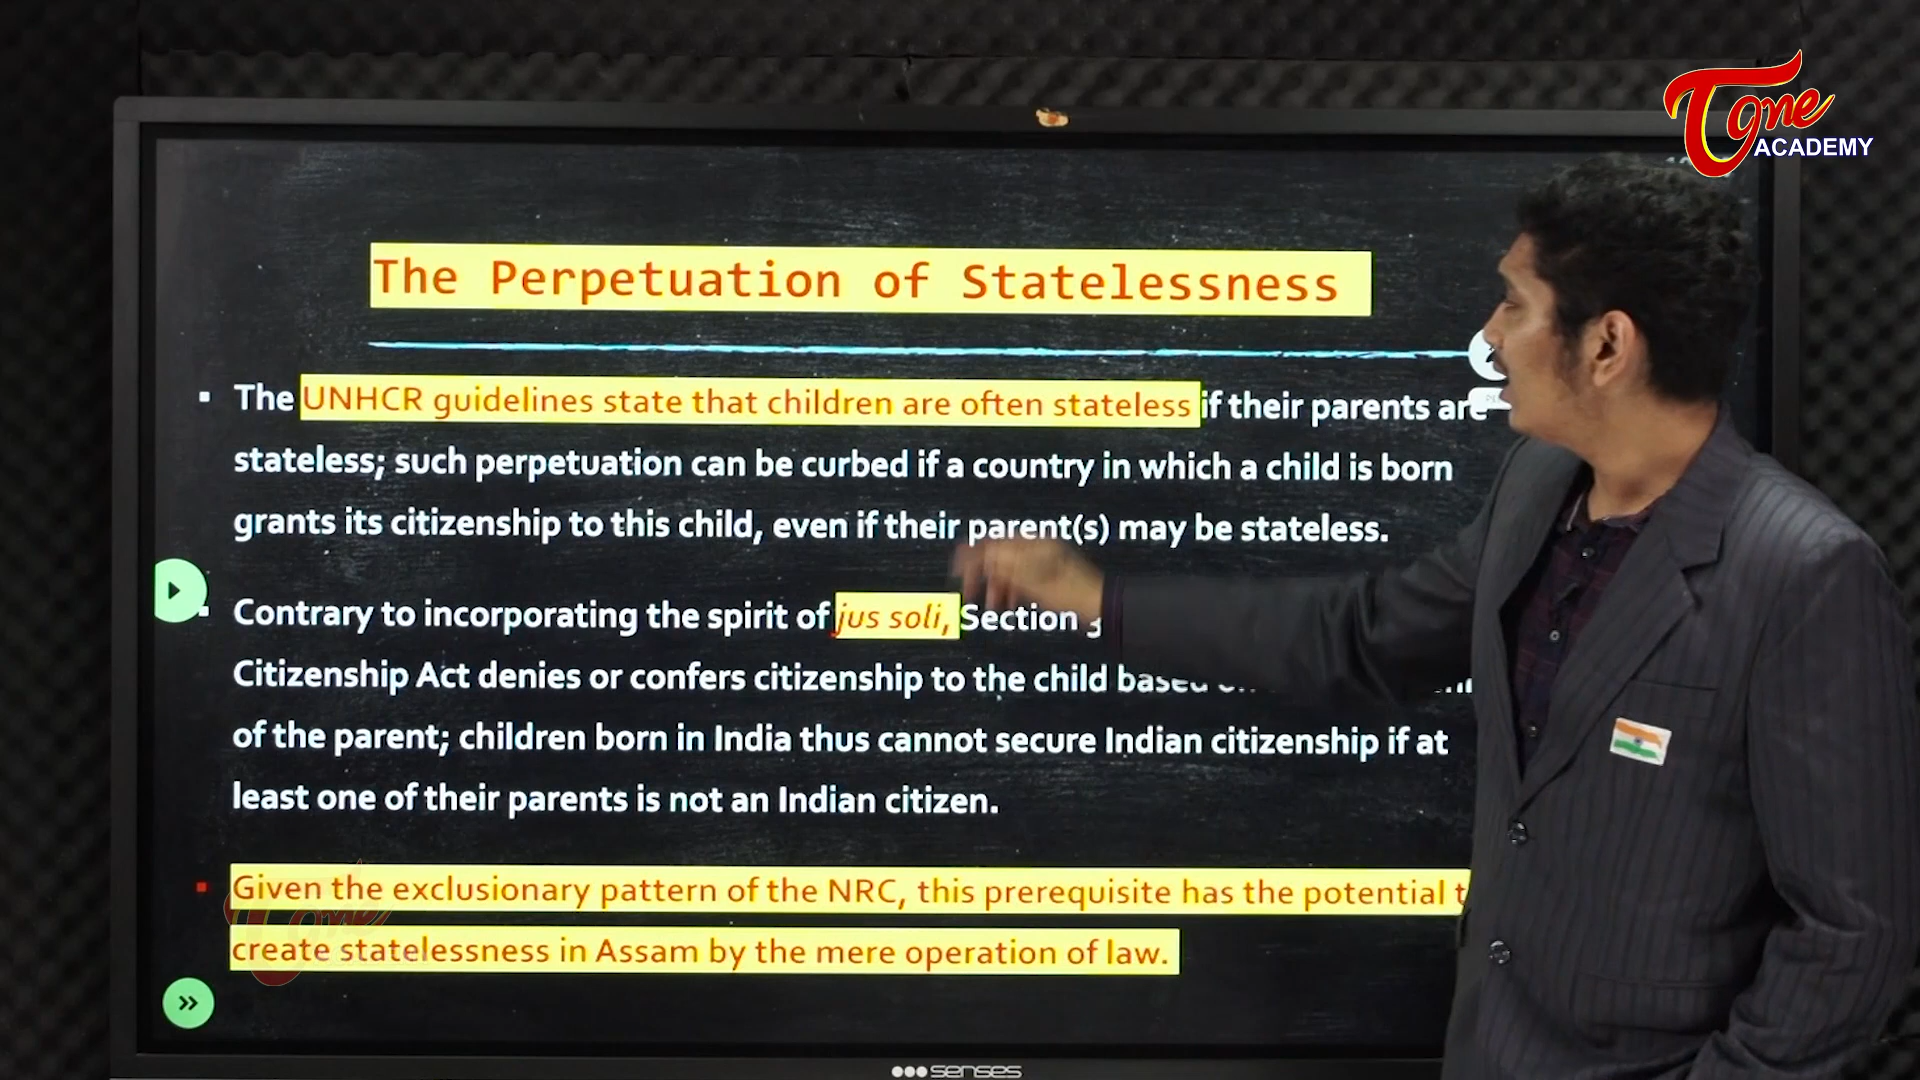 Tone
ACADEMY
The Perpetuation of Statelessness
The UNHCR guidelines state that children are often stateless if their parents are
stateless; such perpetuation can be curbed if a country in which a child is born
grants its citizenship to this child, even if their parent(s) may be stateless.
Contrary to incorporating the spirit of jus soli, Section
Citizenship Act denies or confers citizenship to the child based
of the parent; children born in India thus cannot secure Indian citizenship if at
least one of their parents is not an Indian citizen.
Given the exclusionary pattern of the NRC, this prerequisite has the potential
create statelessness in Assam by the mere operation of law.
senses